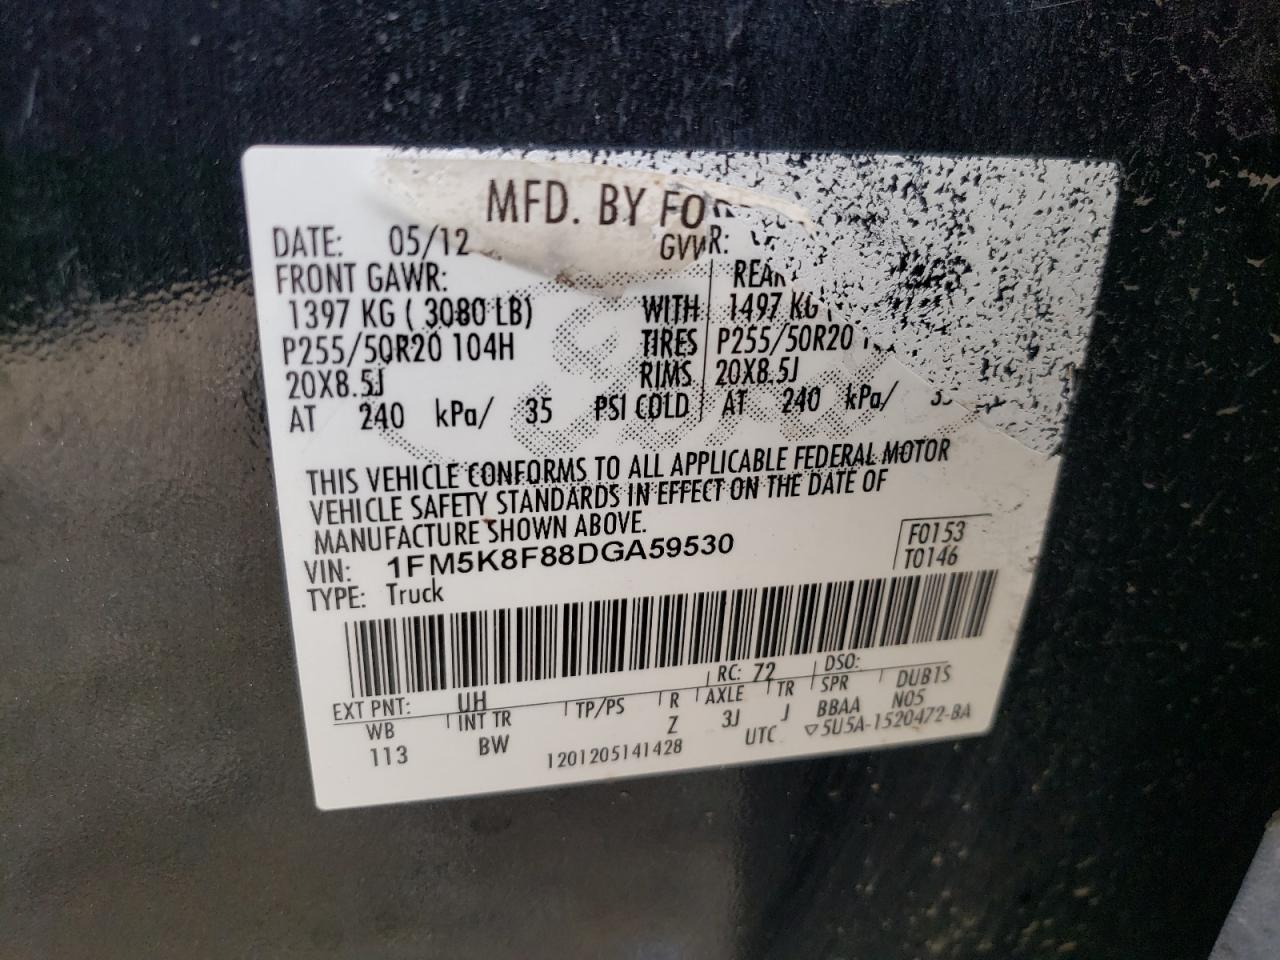 MFD. BY
DATE: 05/12
FRONT GAWR:
1397 KG ( 3080 LB) WITH 1497 KG
P255/50R20 104H TIRES P255/50R20
20X8.5J RIMS 20X8.5J
AT 240 kPa/ 35 PSI COLD AT 240 kPa/
THIS VEHICLE CONFORMS TO ALL APPLICABLE FEDERAL MOTOR
VEHICLE SAFETY STANDARDS IN EFFECT ON THE DATE OF
MANUFACTURE SHOWN ABOVE.
VIN: 1FM5K8F88DGA59530
F0153
TYPE: Truck
T0146
RC: 72 DSO:
EXT PNT: UH
WB INT TR TP/PS R AXLE TR SPR DUB1S
113 BW Z 3J J BBAA N05
1201205141428 UTC ▽5U5A-1520472-BA